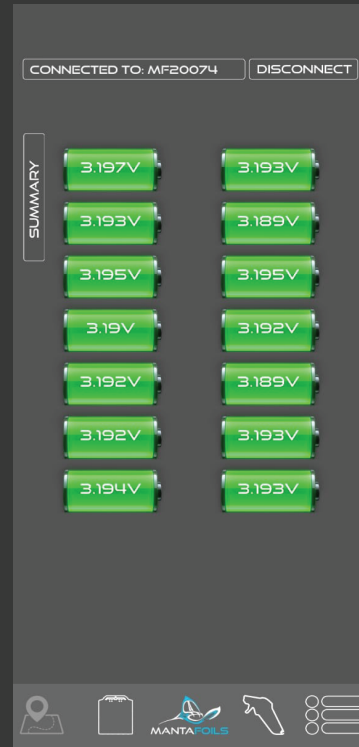 CONNECTED TO: MF20074 DISCONNECT
SUMMARY
3.197V 3.193V
3.193V 3.189V
3.195V 3.195V
3.19V 3.192V
3.192V 3.189V
3.192V 3.193V
3.194V 3.193V
MANTAFOILS